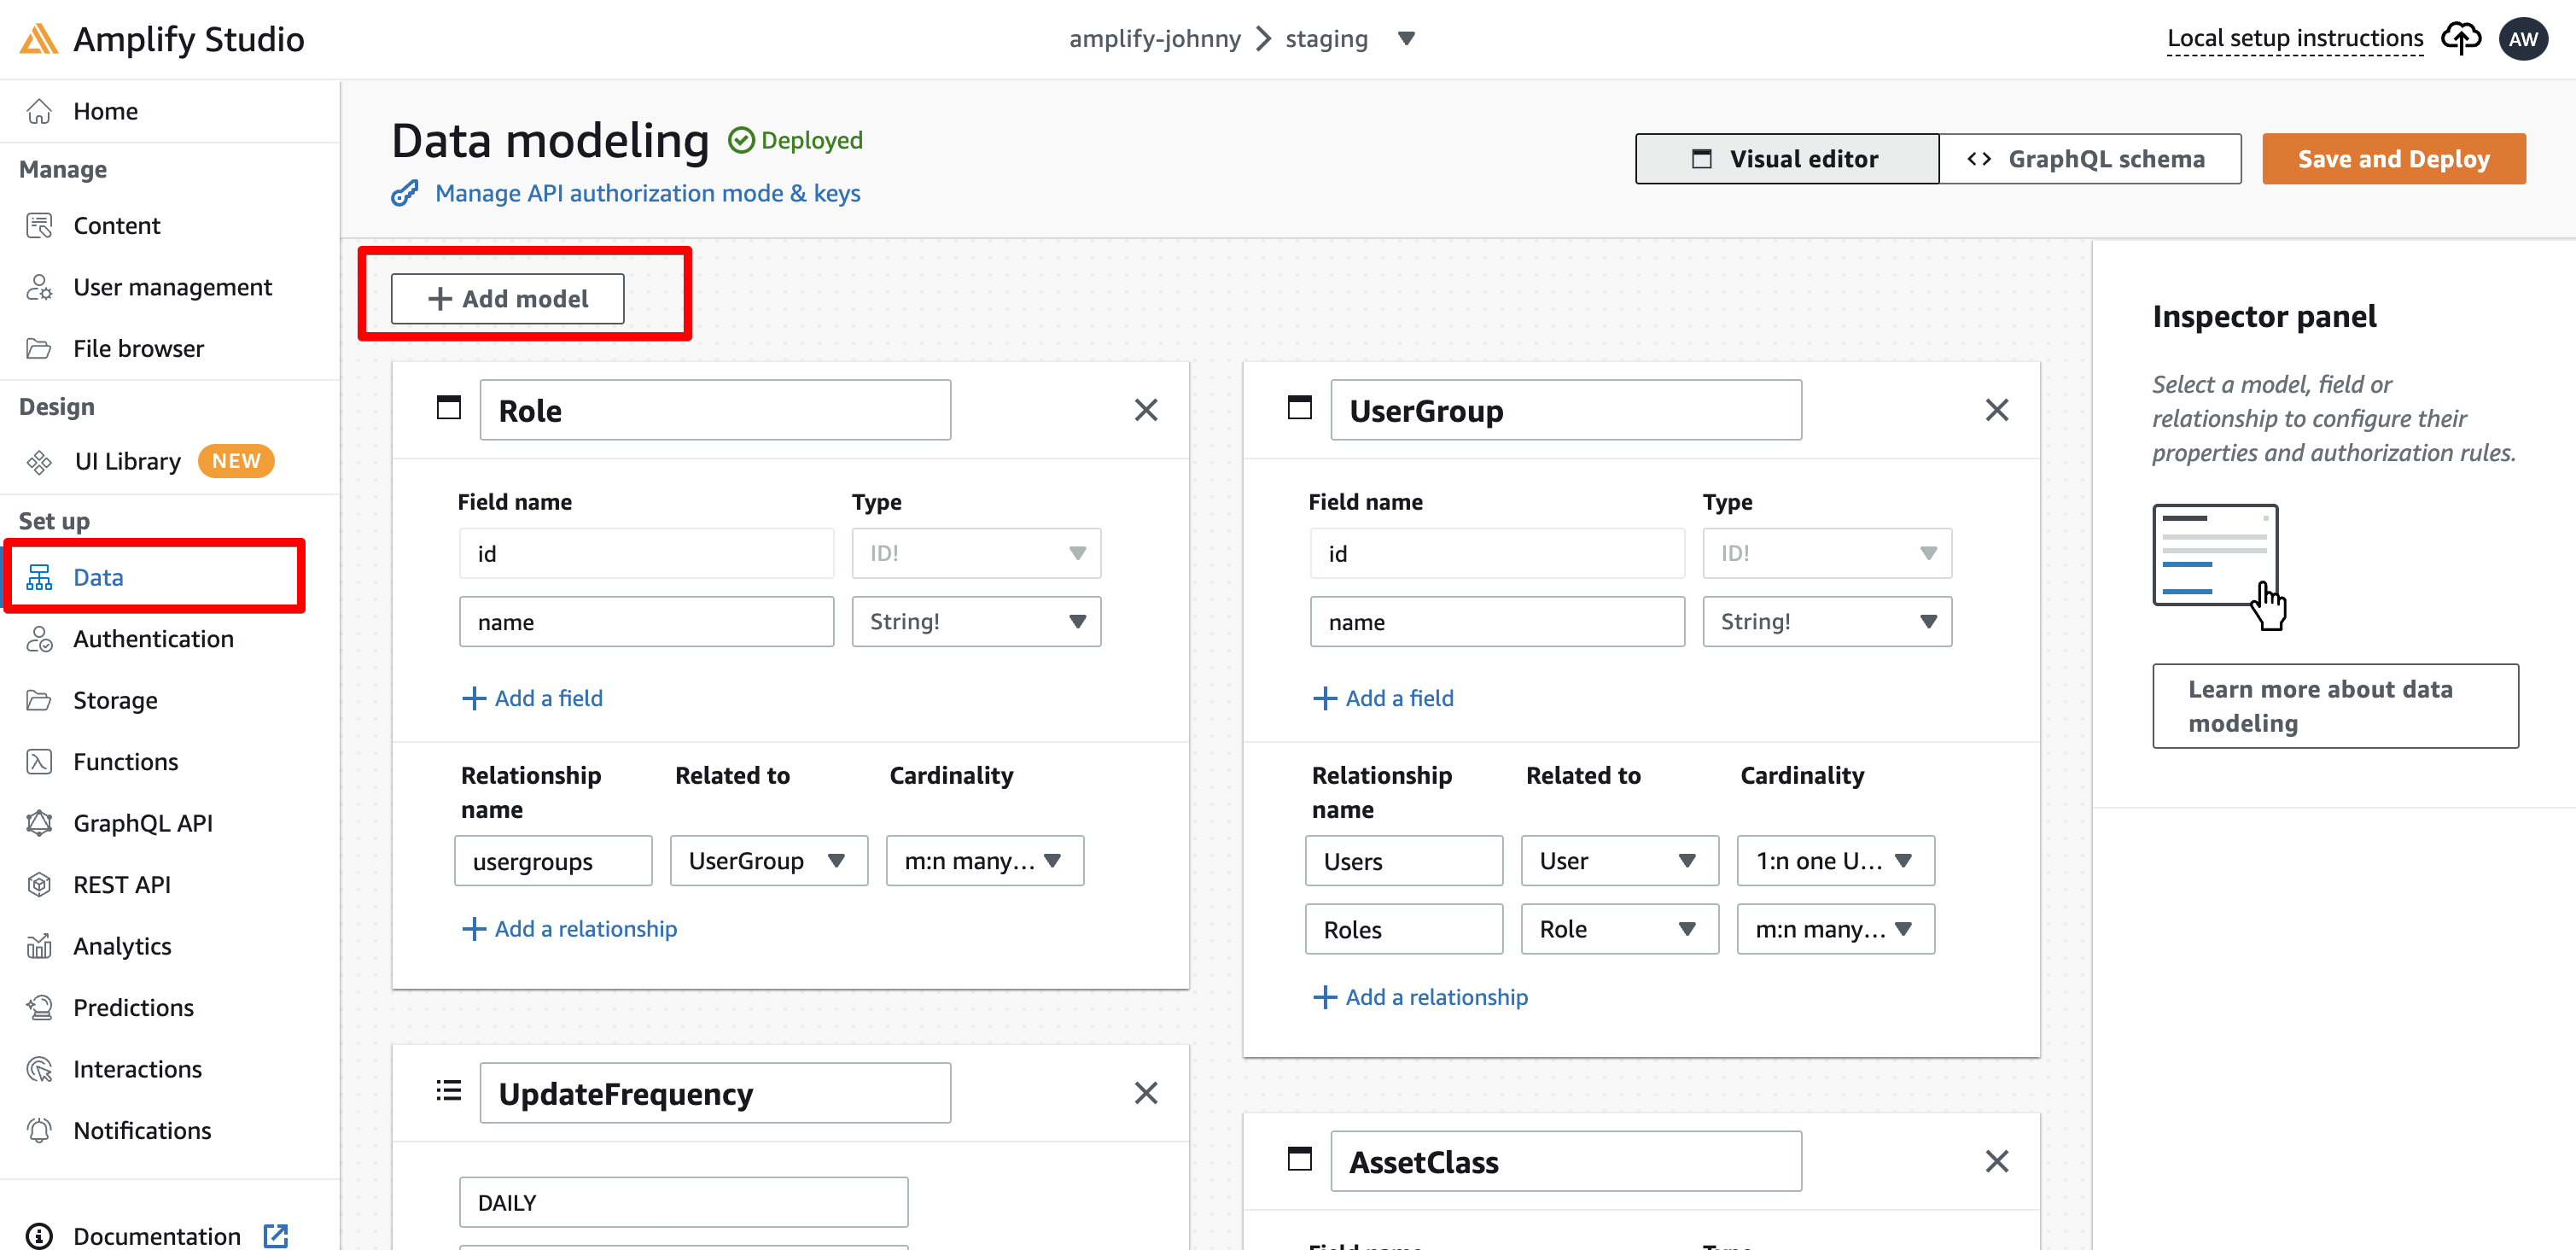 Amplify Studio
amplify-johnny
staging
Local setup instructions
AW
Home
Manage
Content
User management
File browser
Design
UI Library NEW
Set up
Data
Authentication
Storage
Functions
GraphQL API
REST API
Analytics
Predictions
Interactions
Notifications
Documentation
Data modeling
Deployed
Manage API authorization mode & keys
Visual editor
<> GraphQL schema
Save and Deploy
+ Add model
Role
Field name Type
id ID!
name String!
+ Add a field
Relationship
name
Related to
Cardinality
usergroups UserGroup m:n many...
+ Add a relationship
UpdateFrequency
DAILY
UserGroup
Field name Type
id ID!
name String!
+ Add a field
Relationship
name
Related to
Cardinality
Users User 1:n one U...
Roles Role m:n many...
+ Add a relationship
AssetClass
Field name Type
Inspector panel
Select a model, field or
relationship to configure their
properties and authorization rules.
Learn more about data
modeling